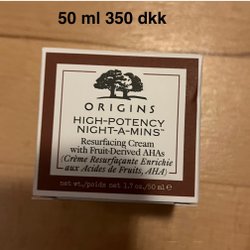 50 ml 350 dkk
ORIGINS
HIGH-POTENCY
NIGHT-A-MINS™
Resurfacing Cream
with Fruit-Derived AHAs
(Crème Resurfaçante Enrichie
aux Acides de Fruits, AHA)
net wt./poids net 1.7 oz./50 ml ℮